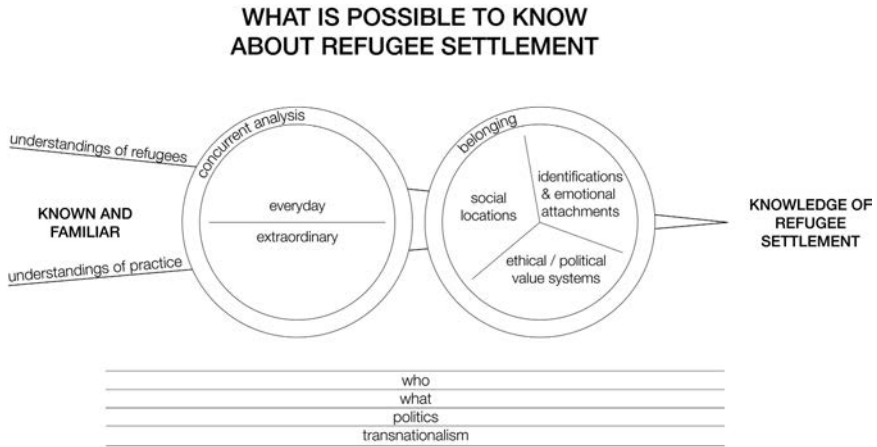 WHAT IS POSSIBLE TO KNOW
ABOUT REFUGEE SETTLEMENT
understandings of refugees
KNOWN AND
FAMILIAR
understandings of practice
concurrent analysis
everyday
extraordinary
belonging
social
locations
identifications
& emotional
attachments
ethical / political
value systems
KNOWLEDGE OF
REFUGEE
SETTLEMENT
who
what
politics
transnationalism